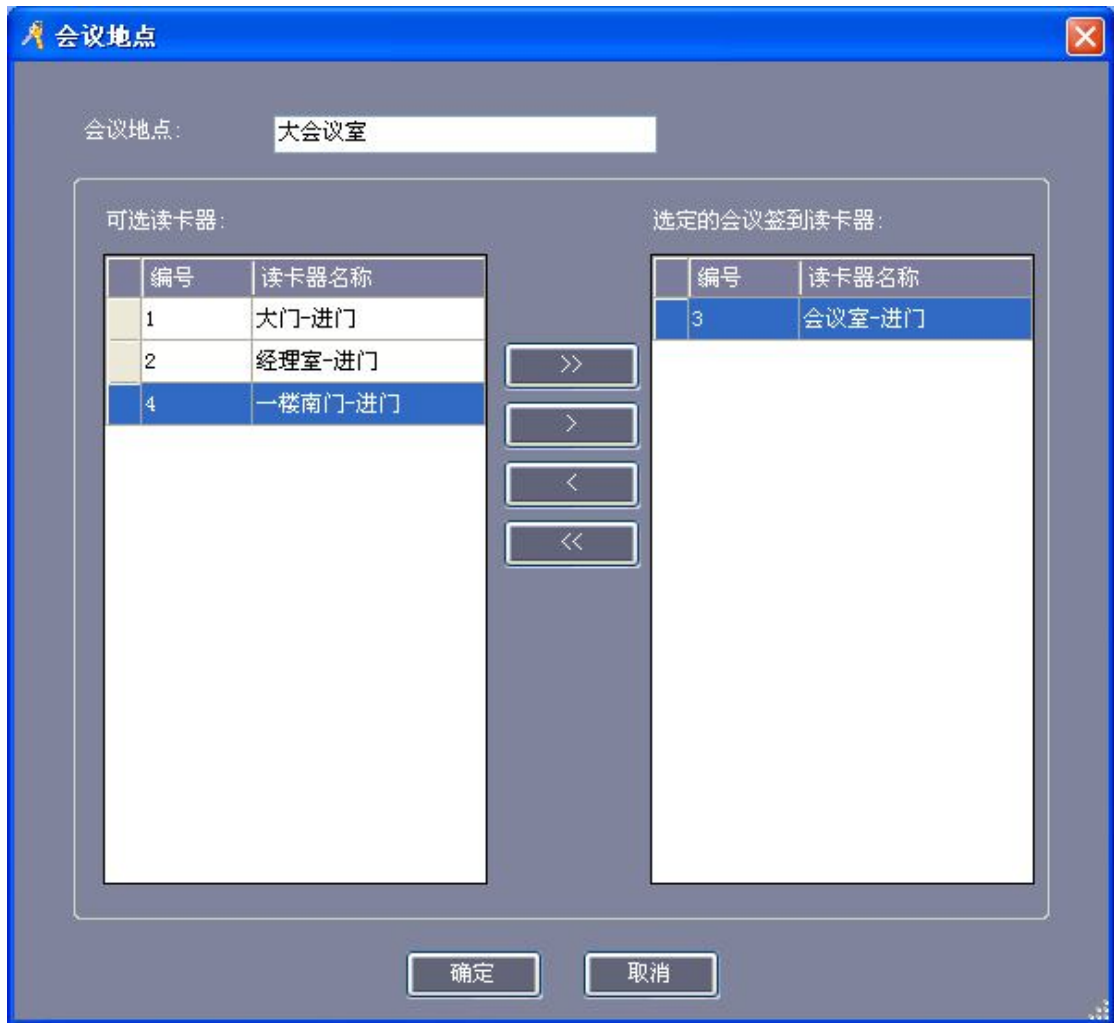 会议地点
会议地点: 大会议室
可选读卡器: 选定的会议签到读卡器:
编号 读卡器名称 编号 读卡器名称
1 大门-进门 3 会议室-进门
2 经理室-进门
4 一楼南门-进门
>>
>
<
<<
确定 取消